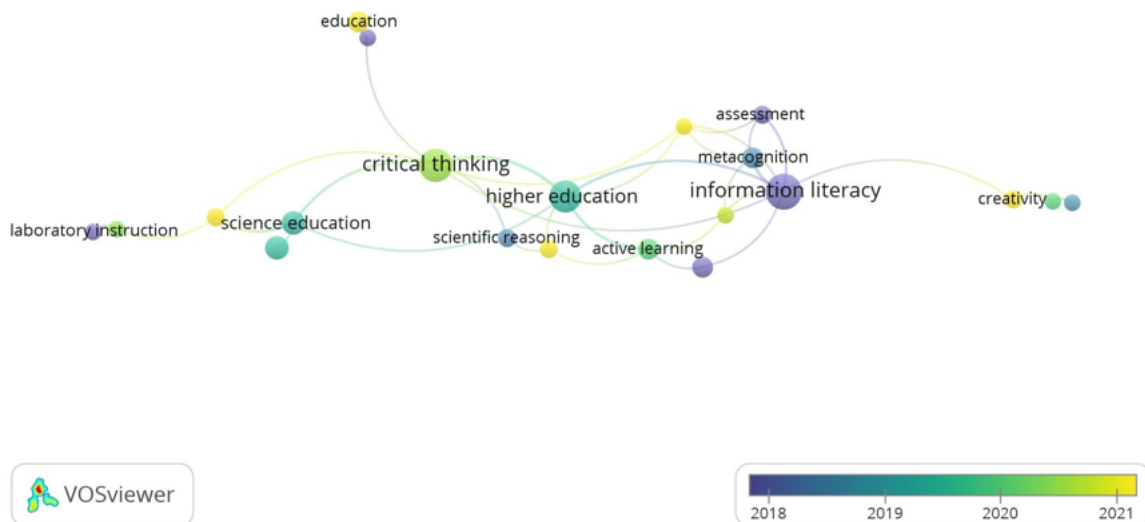 education
assessment
critical thinking
metacognition
higher education
information literacy
creativity
laboratory instruction
science education
scientific reasoning
active learning
VOSviewer
2018
2019
2020
2021